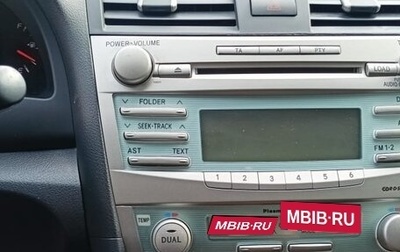 POWER•VOLUME
TA AF PTY
LOAD
FOLDER
SEEK•TRACK
AST TEXT
FM 1•2
1 2 3 4 5 6
TEMP
DUAL
MBIB.RU
MBIB.RU